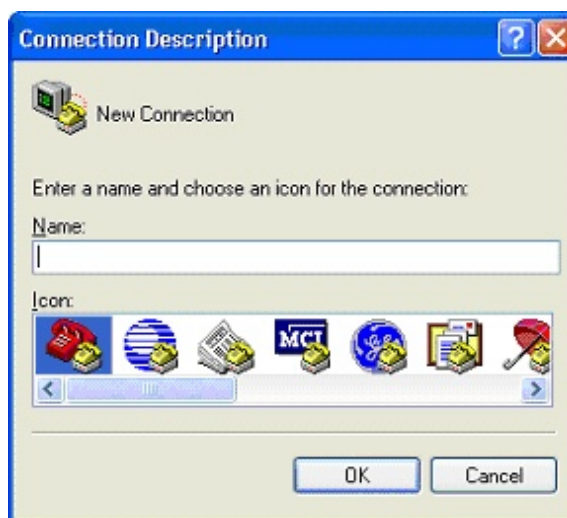 Connection Description
New Connection
Enter a name and choose an icon for the connection:
Name:
Icon:
MCI
OK
Cancel